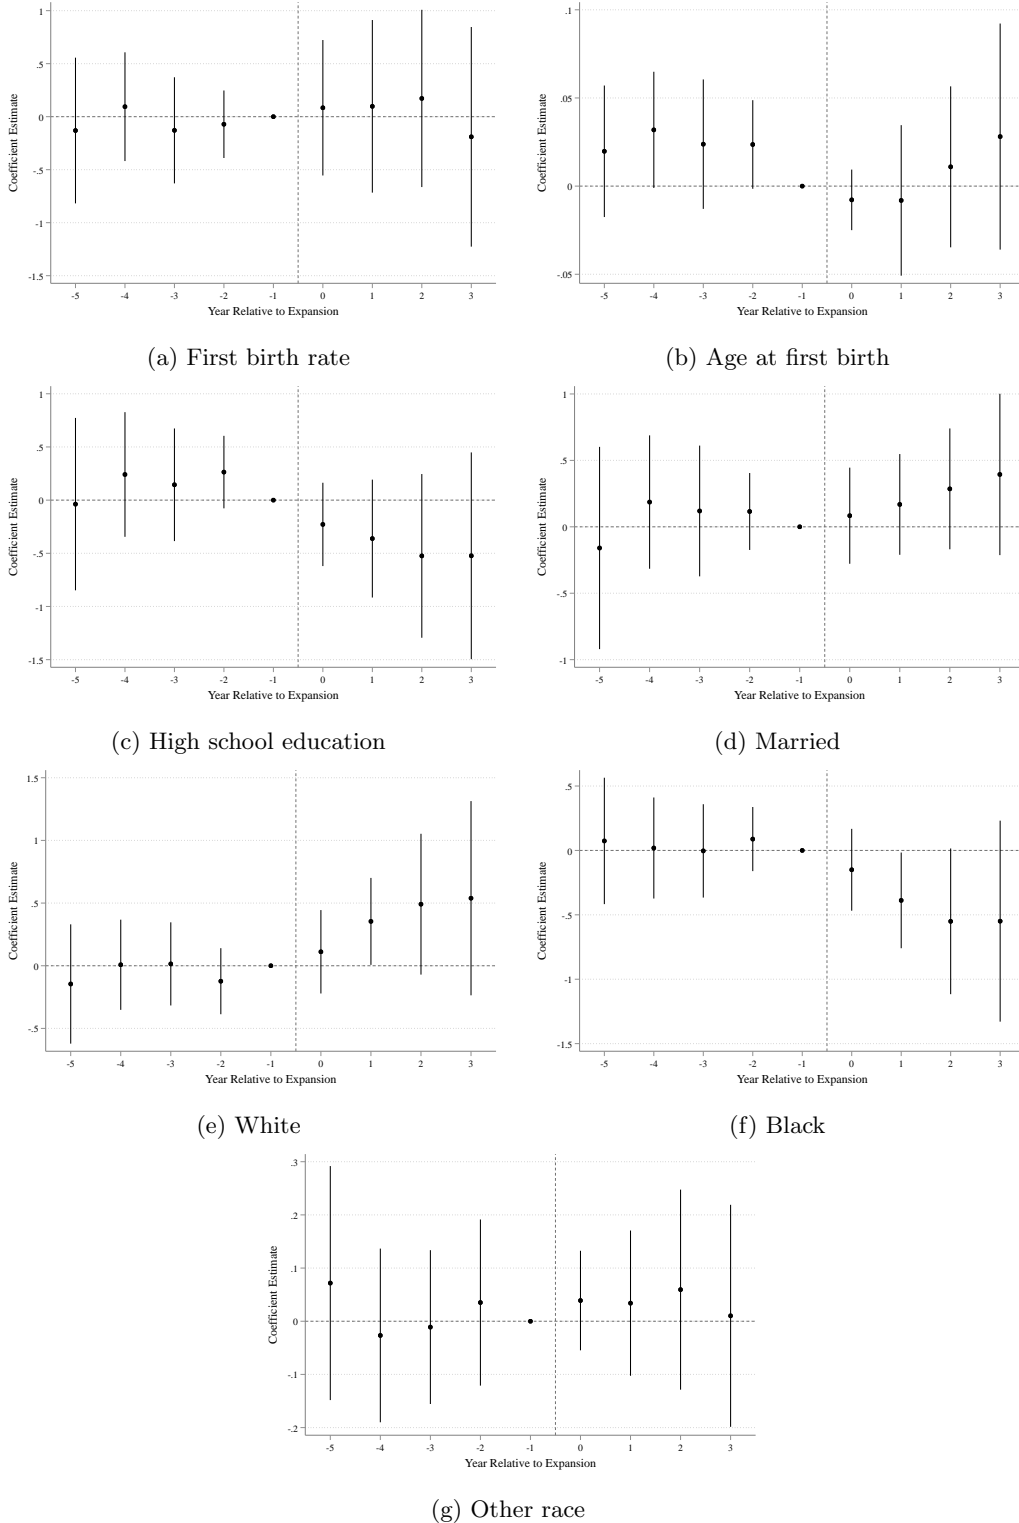 Coefficient Estimate
1
.5
0
-.5
-1
-1.5
-5 -4 -3 -2 -1 0 1 2 3
Year Relative to Expansion
(a) First birth rate
Coefficient Estimate
.1
.05
0
-.05
-5 -4 -3 -2 -1 0 1 2 3
Year Relative to Expansion
(b) Age at first birth
Coefficient Estimate
1
.5
0
-.5
-1
-1.5
-5 -4 -3 -2 -1 0 1 2 3
Year Relative to Expansion
(c) High school education
Coefficient Estimate
1
.5
0
-.5
-1
-5 -4 -3 -2 -1 0 1 2 3
Year Relative to Expansion
(d) Married
Coefficient Estimate
1.5
1
.5
0
-.5
-5 -4 -3 -2 -1 0 1 2 3
Year Relative to Expansion
(e) White
Coefficient Estimate
.5
0
-.5
-1
-1.5
-5 -4 -3 -2 -1 0 1 2 3
Year Relative to Expansion
(f) Black
Coefficient Estimate
.3
.2
.1
0
-.1
-.2
-5 -4 -3 -2 -1 0 1 2 3
Year Relative to Expansion
(g) Other race